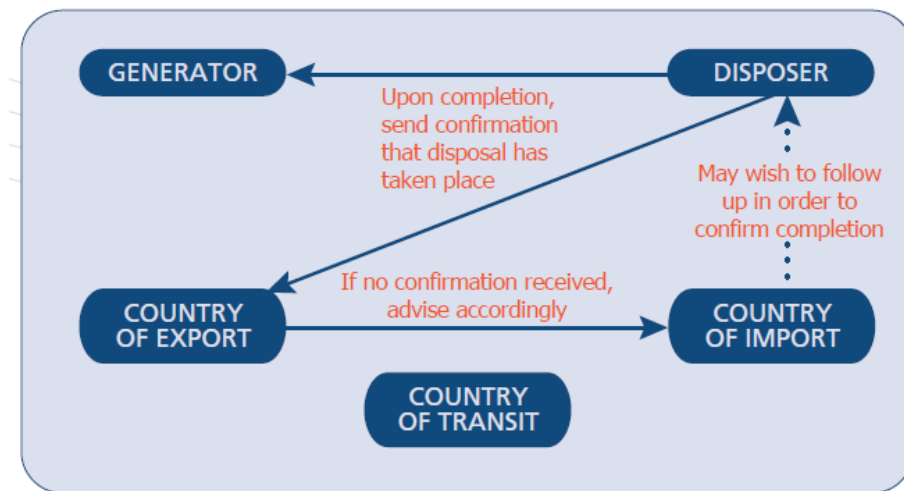 GENERATOR
DISPOSER
Upon completion,
send confirmation
that disposal has
taken place
May wish to follow
up in order to
confirm completion
If no confirmation received,
advise accordingly
COUNTRY
OF EXPORT
COUNTRY
OF IMPORT
COUNTRY
OF TRANSIT